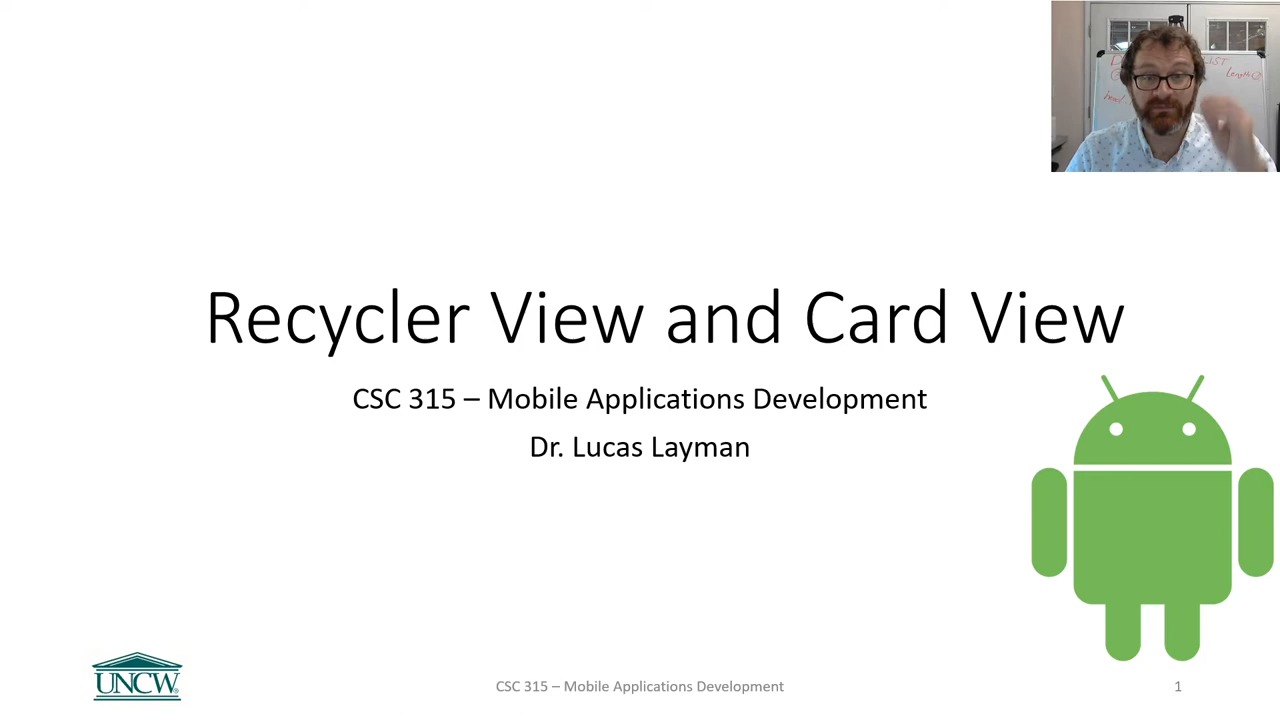 LIST
Recycler View and Card View
CSC 315 – Mobile Applications Development
Dr. Lucas Layman
UNCW
CSC 315 – Mobile Applications Development
1